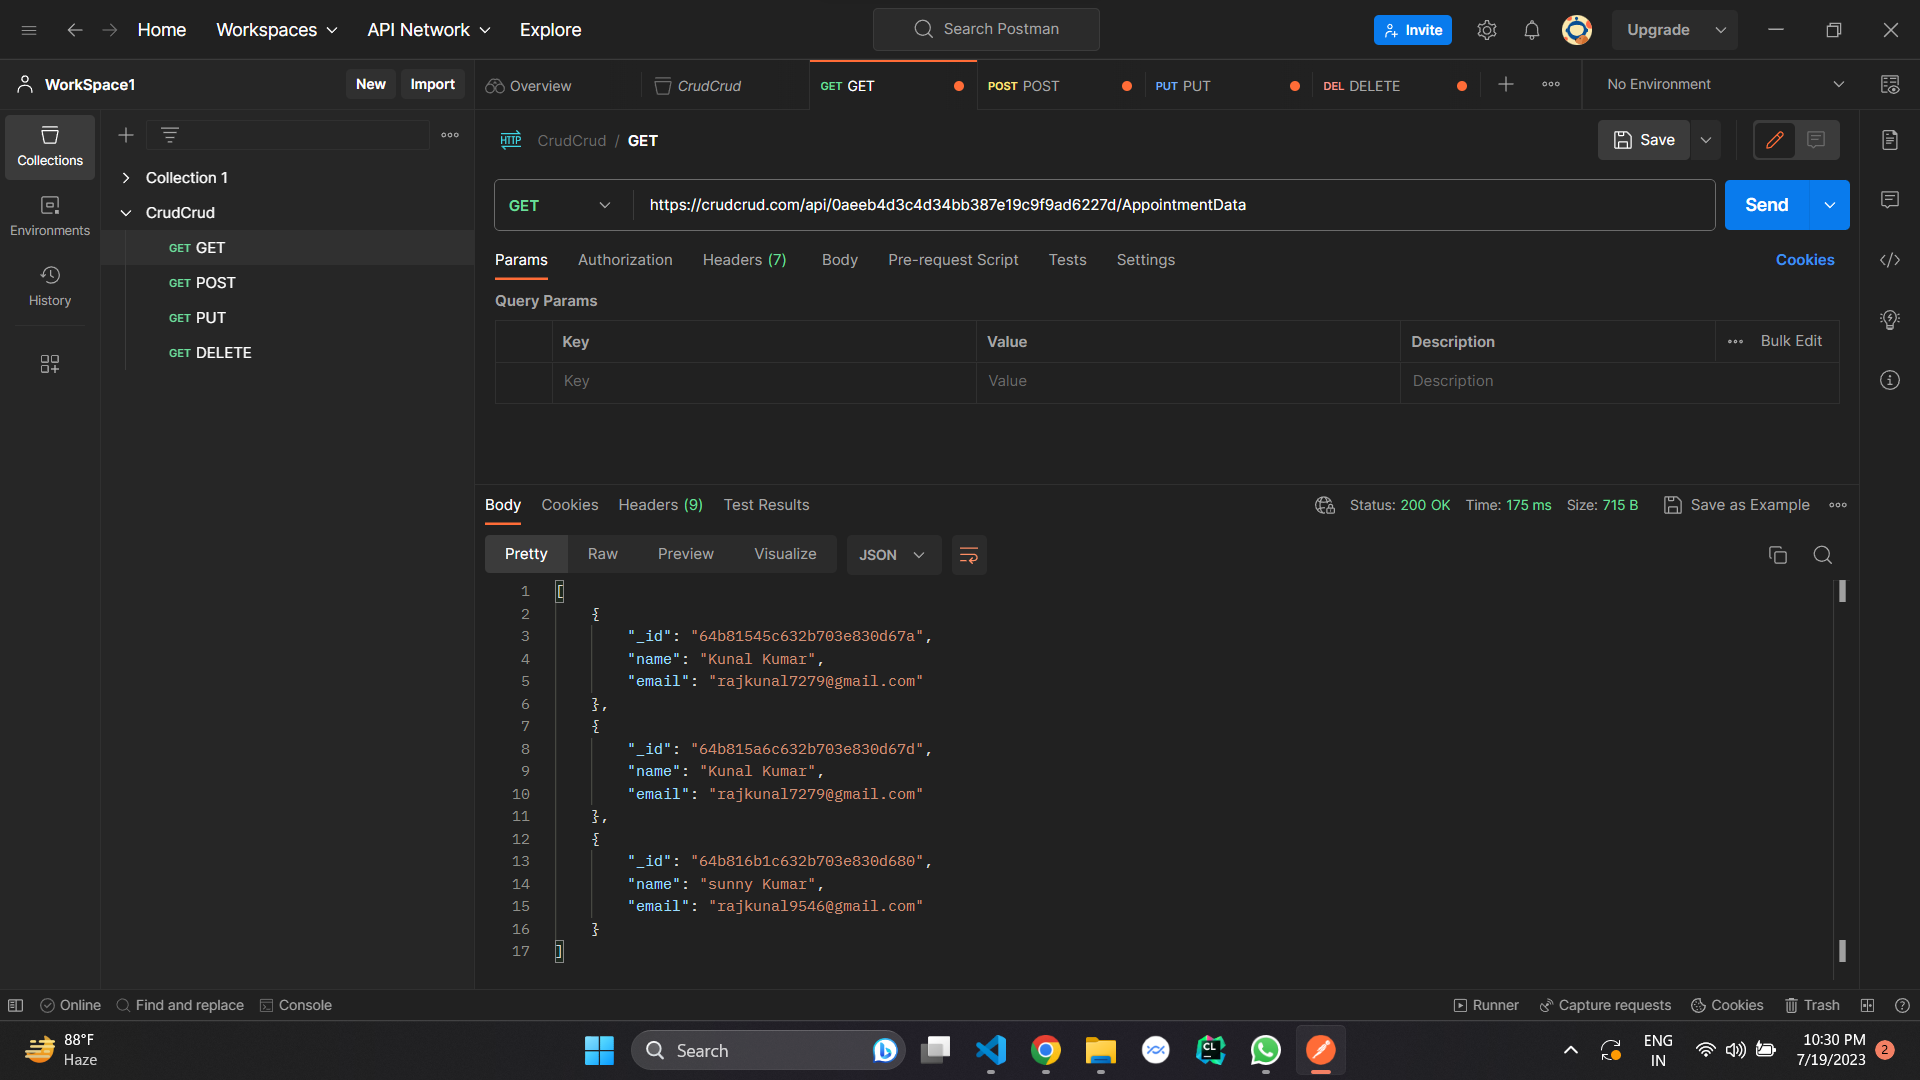 Home Workspaces API Network Explore Search Postman Invite Upgrade
WorkSpace1 New Import Overview CrudCrud GET GET POST POST PUT PUT DEL DELETE No Environment
Collections
Environments
History
Collection 1
CrudCrud
GET GET
GET POST
GET PUT
GET DELETE
HTTP CrudCrud / GET Save
GET https://crudcrud.com/api/0aeeb4d3c4d34bb387e19c9f9ad6227d/AppointmentData Send
Params Authorization Headers (7) Body Pre-request Script Tests Settings Cookies
Query Params
Key Value Description Bulk Edit
Key Value Description
Body Cookies Headers (9) Test Results Status: 200 OK Time: 175 ms Size: 715 B Save as Example
Pretty Raw Preview Visualize JSON
1 [
2 {
3 "_id": "64b81545c632b703e830d67a",
4 "name": "Kunal Kumar",
5 "email": "rajkunal7279@gmail.com"
6 },
7 {
8 "_id": "64b815a6c632b703e830d67d",
9 "name": "Kunal Kumar",
10 "email": "rajkunal7279@gmail.com"
11 },
12 {
13 "_id": "64b816b1c632b703e830d680",
14 "name": "sunny Kumar",
15 "email": "rajkunal9546@gmail.com"
16 }
17 ]
Online Find and replace Console Runner Capture requests Cookies Trash
88°F
Haze
Search
CL
ENG
IN
10:30 PM
7/19/2023
2